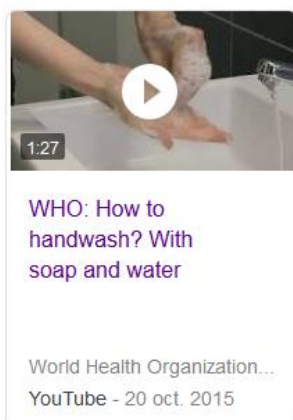 1:27
WHO: How to
handwash? With
soap and water
World Health Organization...
YouTube - 20 oct. 2015